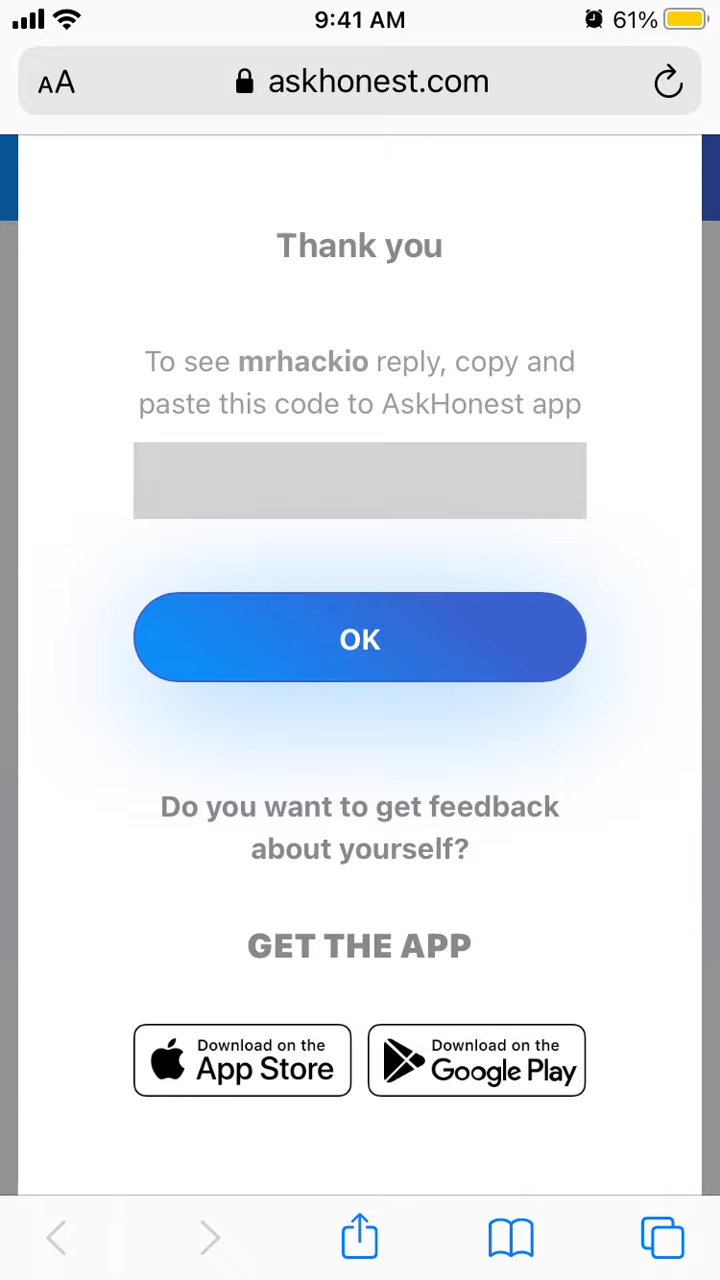 9:41 AM
61%
AA
askhonest.com
Thank you
To see mrhackio reply, copy and
paste this code to AskHonest app
OK
Do you want to get feedback
about yourself?
GET THE APP
Download on the
App Store
Download on the
Google Play